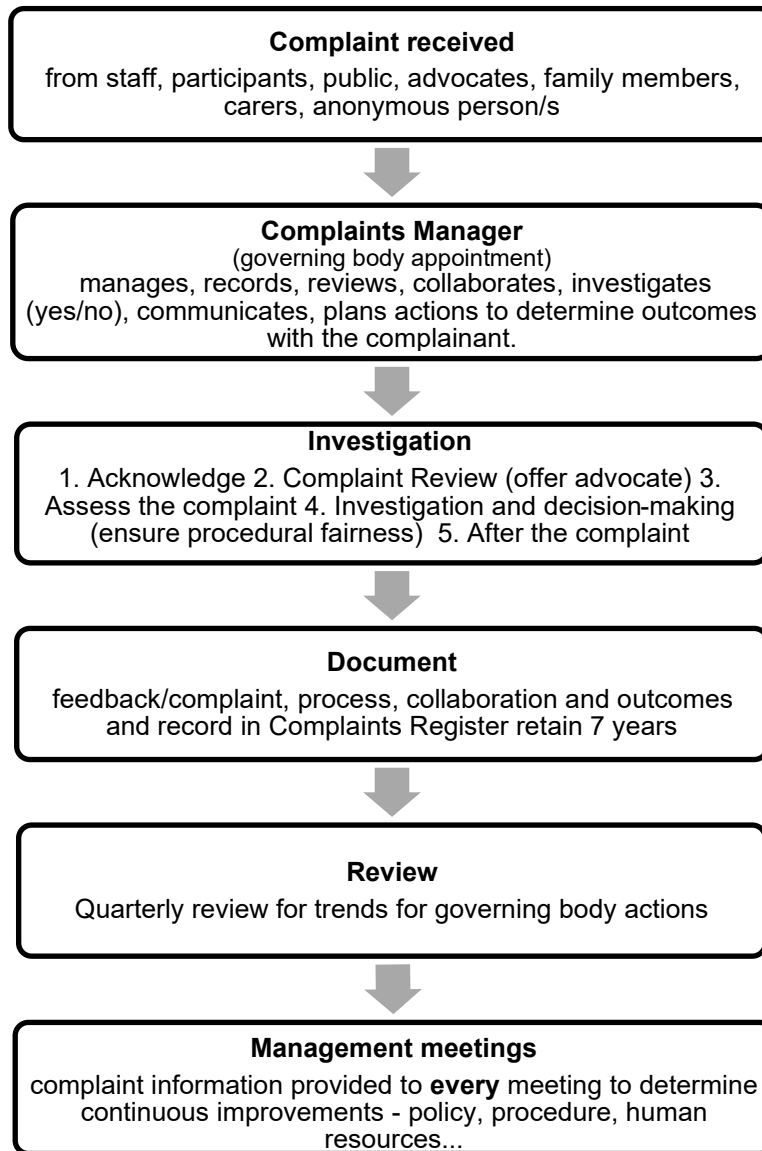 Complaint received
from staff, participants, public, advocates, family members,
carers, anonymous person/s
Complaints Manager
(governing body appointment)
manages, records, reviews, collaborates, investigates
(yes/no), communicates, plans actions to determine outcomes
with the complainant.
Investigation
1. Acknowledge 2. Complaint Review (offer advocate) 3.
Assess the complaint 4. Investigation and decision-making
(ensure procedural fairness)  5. After the complaint
Document
feedback/complaint, process, collaboration and outcomes
and record in Complaints Register retain 7 years
Review
Quarterly review for trends for governing body actions
Management meetings
complaint information provided to every meeting to determine
continuous improvements - policy, procedure, human
resources...